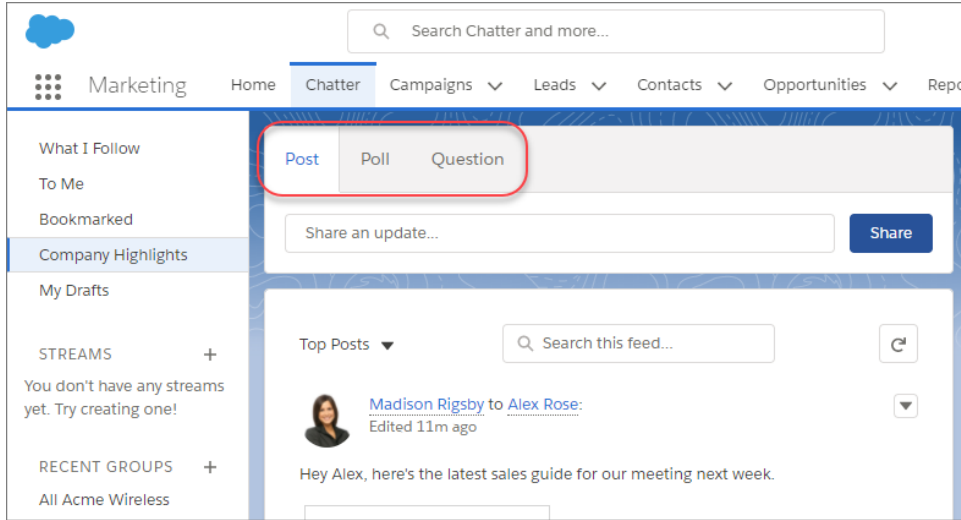 Search Chatter and more...
Marketing
Home
Chatter
Campaigns
Leads
Contacts
Opportunities
What I Follow
To Me
Bookmarked
Company Highlights
My Drafts
STREAMS
You don't have any streams
yet. Try creating one!
RECENT GROUPS
All Acme Wireless
Post
Poll
Question
Share an update...
Share
Top Posts
Search this feed...
Madison Rigsby to Alex Rose:
Edited 11m ago
Hey Alex, here's the latest sales guide for our meeting next week.